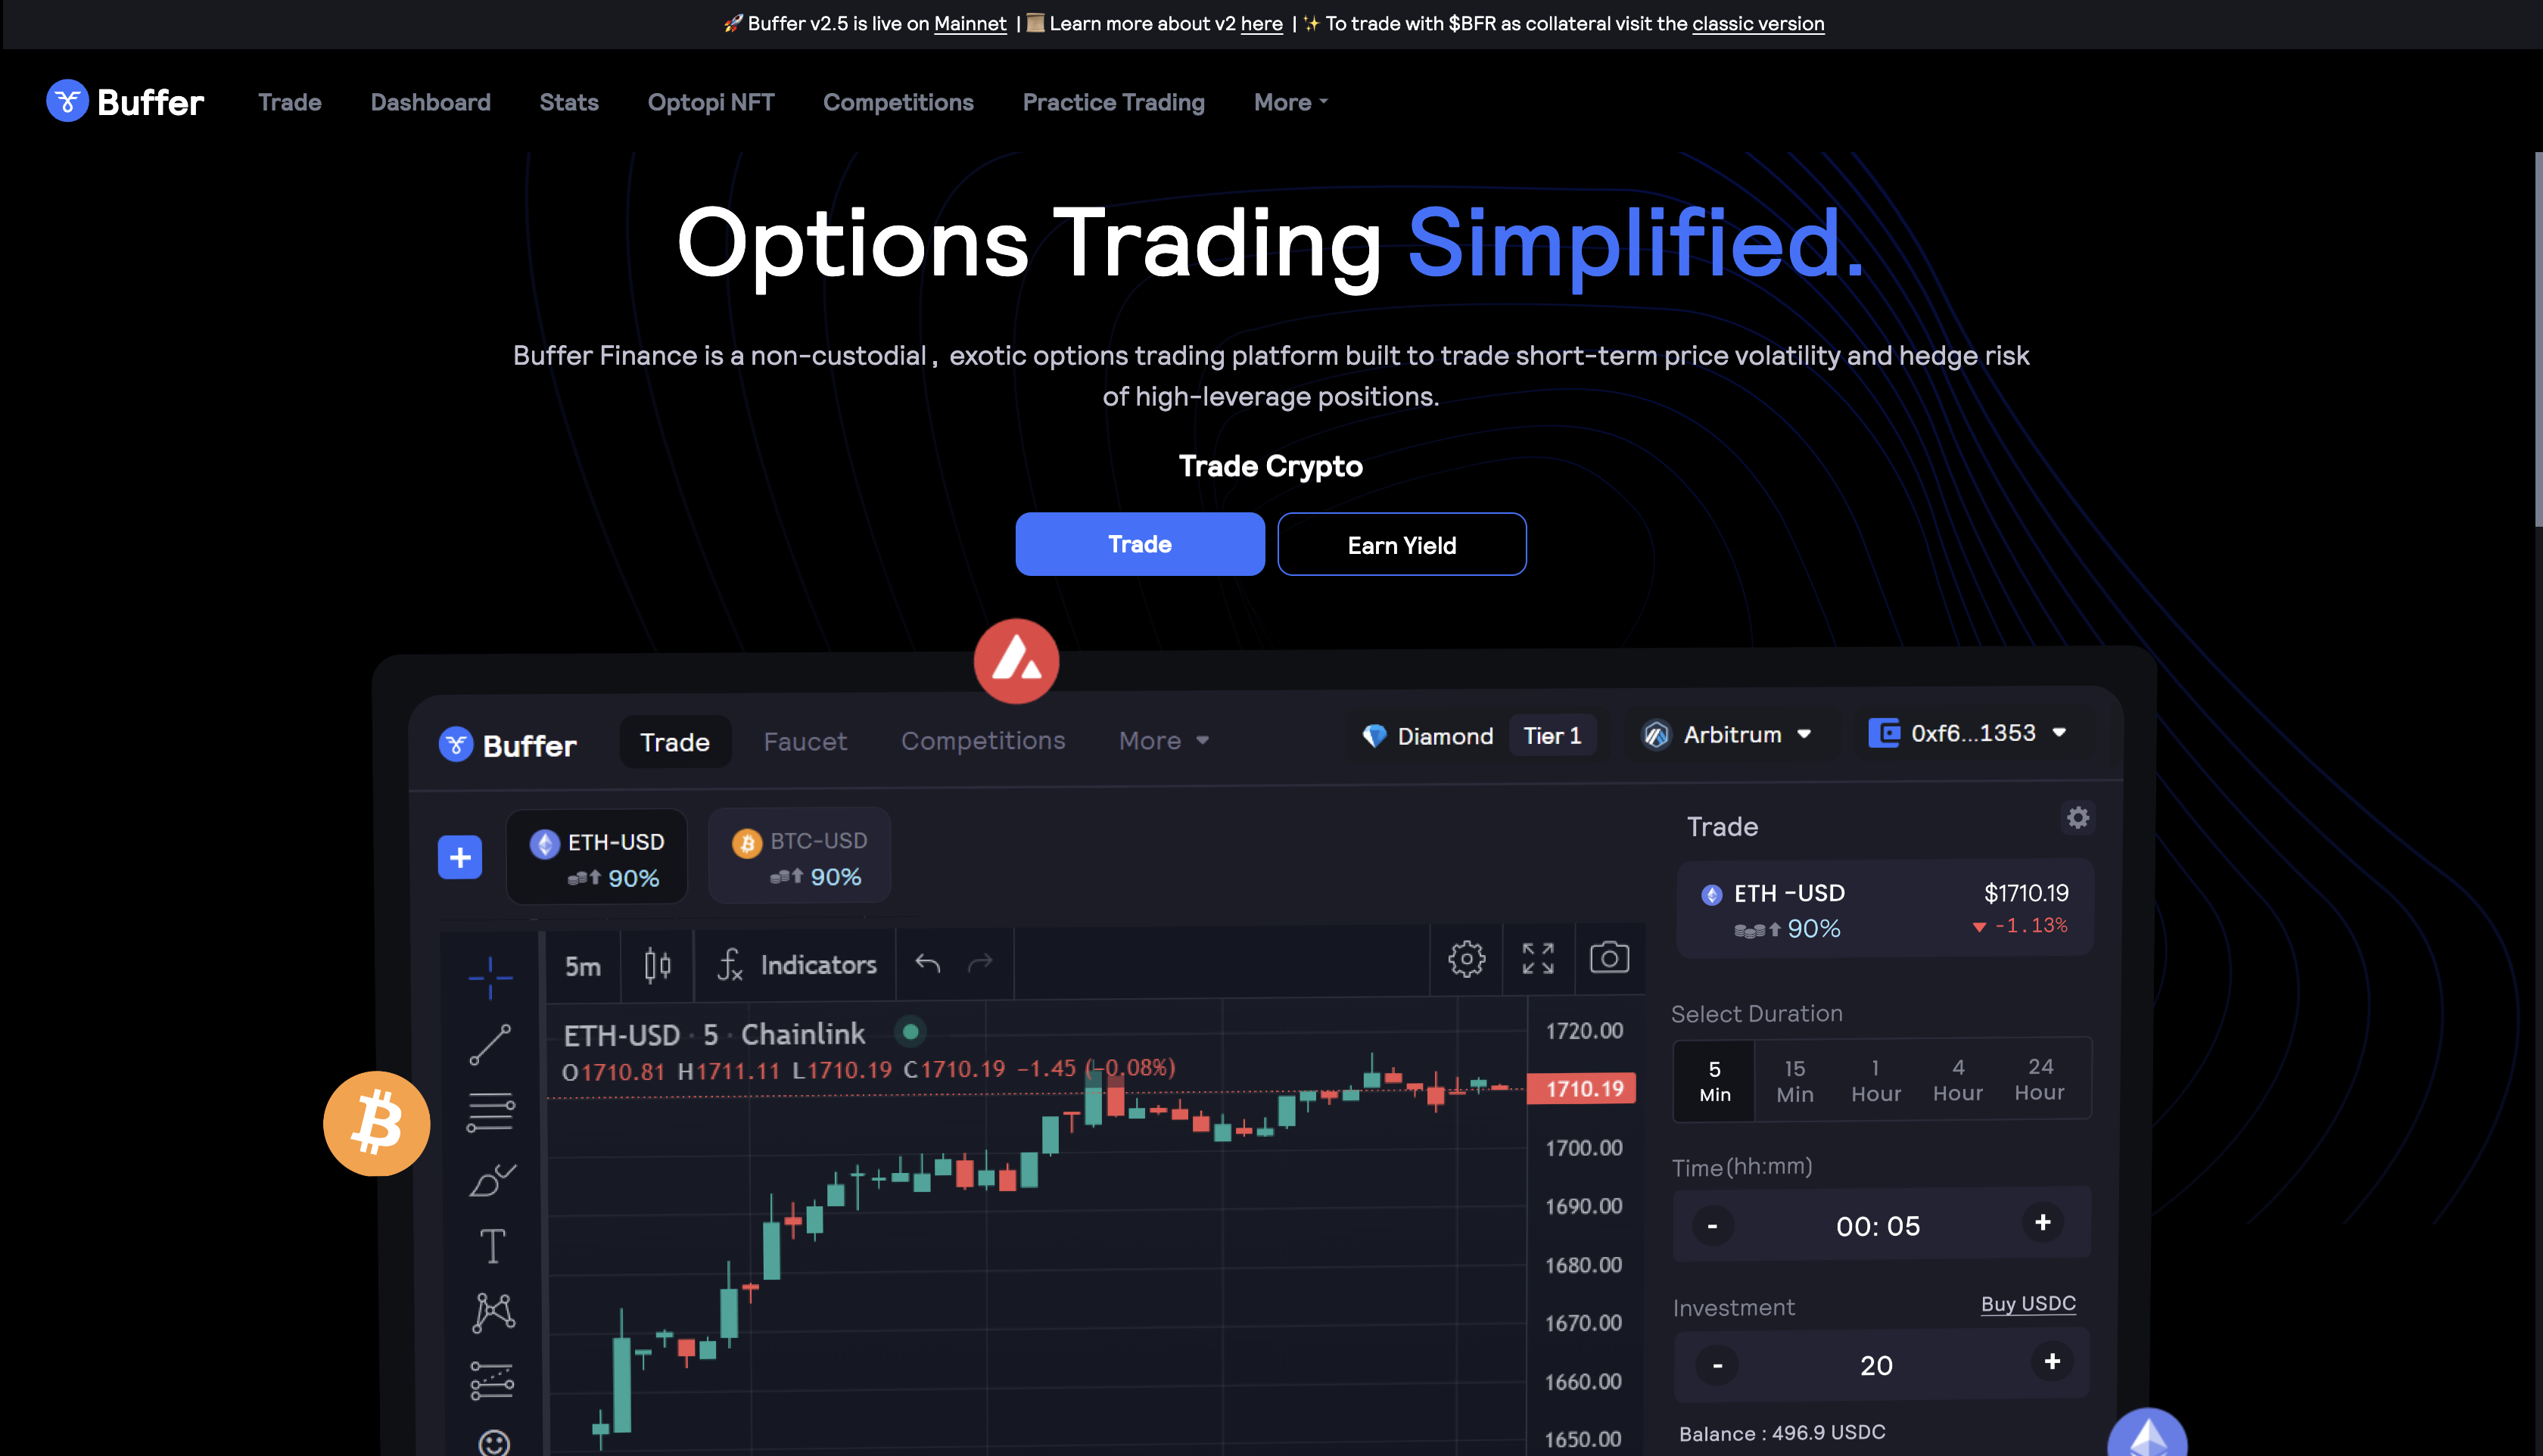 🚀 Buffer v2.5 is live on Mainnet | 📜 Learn more about v2 here | ✨ To trade with $BFR as collateral visit the classic version
Buffer Trade Dashboard Stats Optopi NFT Competitions Practice Trading More
Options Trading Simplified.
Buffer Finance is a non-custodial, exotic options trading platform built to trade short-term price volatility and hedge risk
of high-leverage positions.
Trade Crypto
Trade Earn Yield
Buffer Trade Faucet Competitions More Diamond Tier 1 Arbitrum 0xf6...1353
ETH-USD
90%
BTC-USD
90%
5m Indicators
ETH-USD · 5 · Chainlink
O1710.81 H1711.11 L1710.19 C1710.19 −1.45 (−0.08%)
1720.00
1710.19
1700.00
1690.00
1680.00
1670.00
1660.00
1650.00
Trade
ETH -USD $1710.19
90% -1.13%
Select Duration
5 15 1 4 24
Min Min Hour Hour Hour
Time(hh:mm)
- 00: 05 +
Investment Buy USDC
- 20 +
Balance : 496.9 USDC